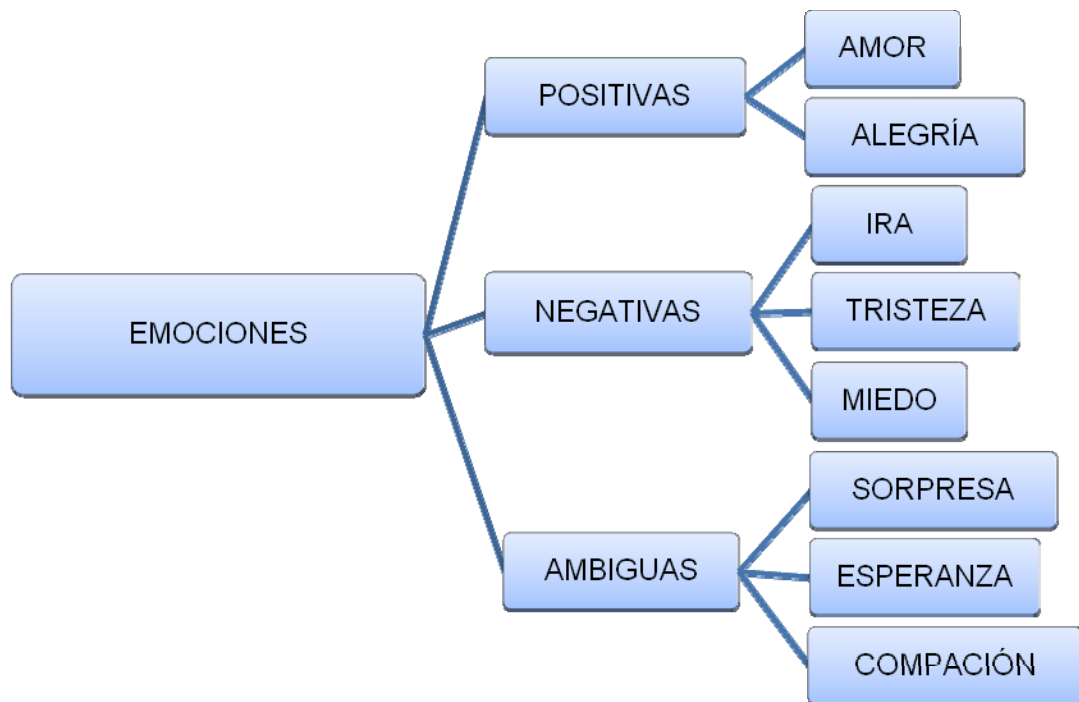 EMOCIONES
POSITIVAS
AMOR
ALEGRÍA
NEGATIVAS
IRA
TRISTEZA
MIEDO
AMBIGUAS
SORPRESA
ESPERANZA
COMPACIÓN